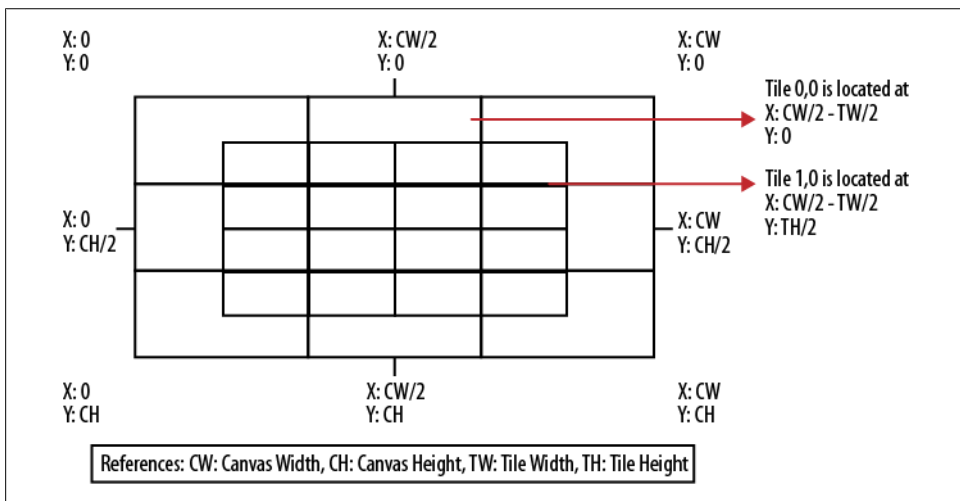 X: 0
Y: 0
X: CW/2
Y: 0
X: CW
Y: 0
Tile 0,0 is located at
X: CW/2 - TW/2
Y: 0
Tile 1,0 is located at
X: CW/2 - TW/2
Y: TH/2
X: 0
Y: CH/2
X: CW
Y: CH/2
X: 0
Y: CH
X: CW/2
Y: CH
X: CW
Y: CH
References: CW: Canvas Width, CH: Canvas Height, TW: Tile Width, TH: Tile Height